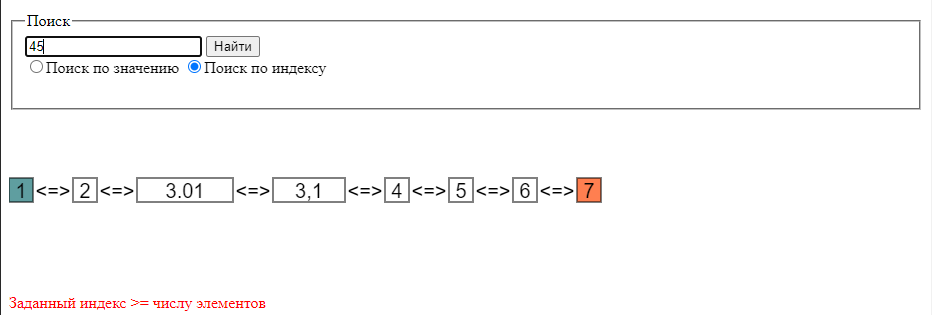 Поиск
45 Найти
Поиск по значению Поиск по индексу
1 <=> 2 <=> 3.01 <=> 3,1 <=> 4 <=> 5 <=> 6 <=> 7
Заданный индекс >= числу элементов